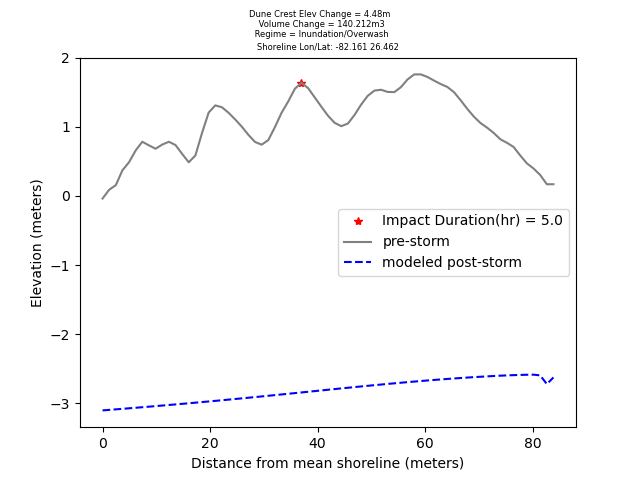 Dune Crest Elev Change = 4.48m
Volume Change = 140.212m3
Regime = Inundation/Overwash
Shoreline Lon/Lat: -82.161 26.462
2
1
0
−1
−2
−3
Elevation (meters)
Impact Duration(hr) = 5.0
pre-storm
modeled post-storm
0 20 40 60 80
Distance from mean shoreline (meters)